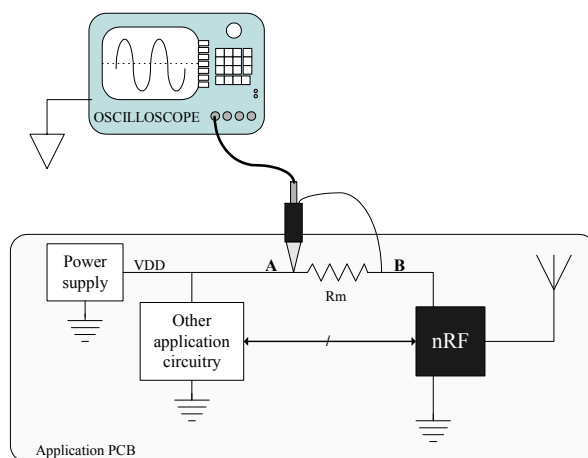 OSCILLOSCOPE
Power
supply
VDD
A
B
Rm
Other
application
circuitry
nRF
Application PCB